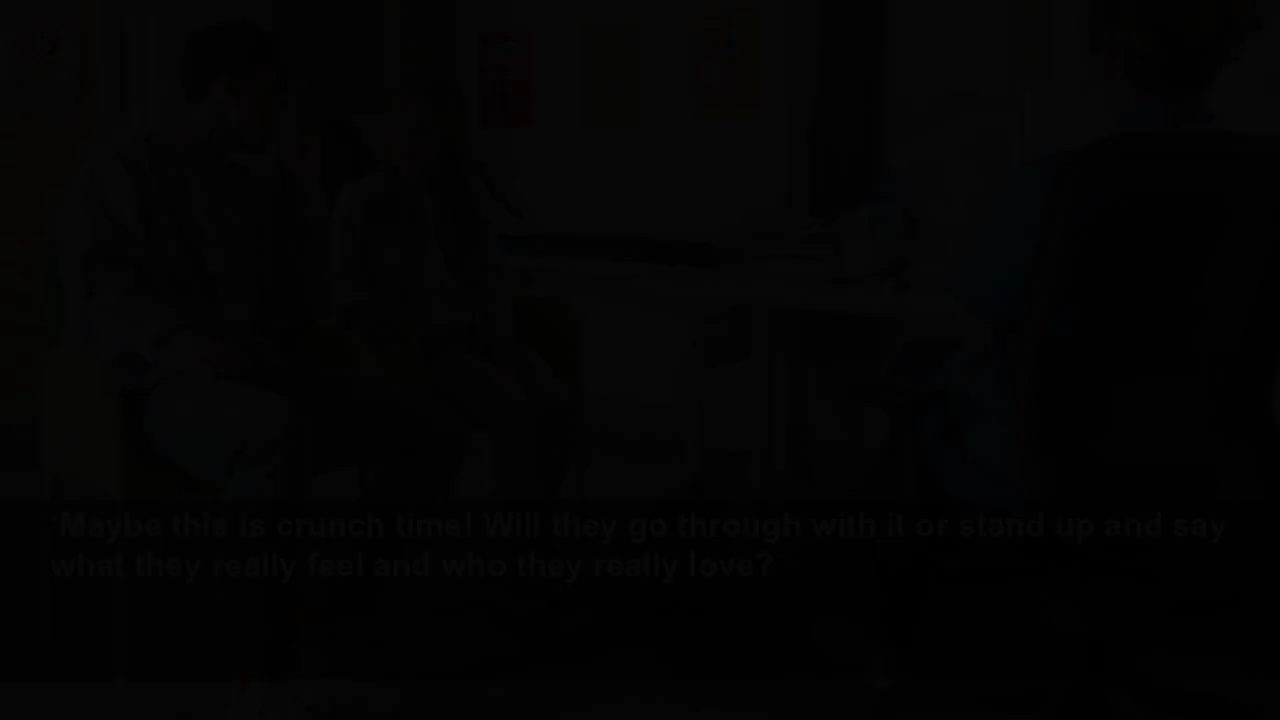 'Maybe this is crunch time! Will they go through with it or stand up and say
what they really feel and who they really love?